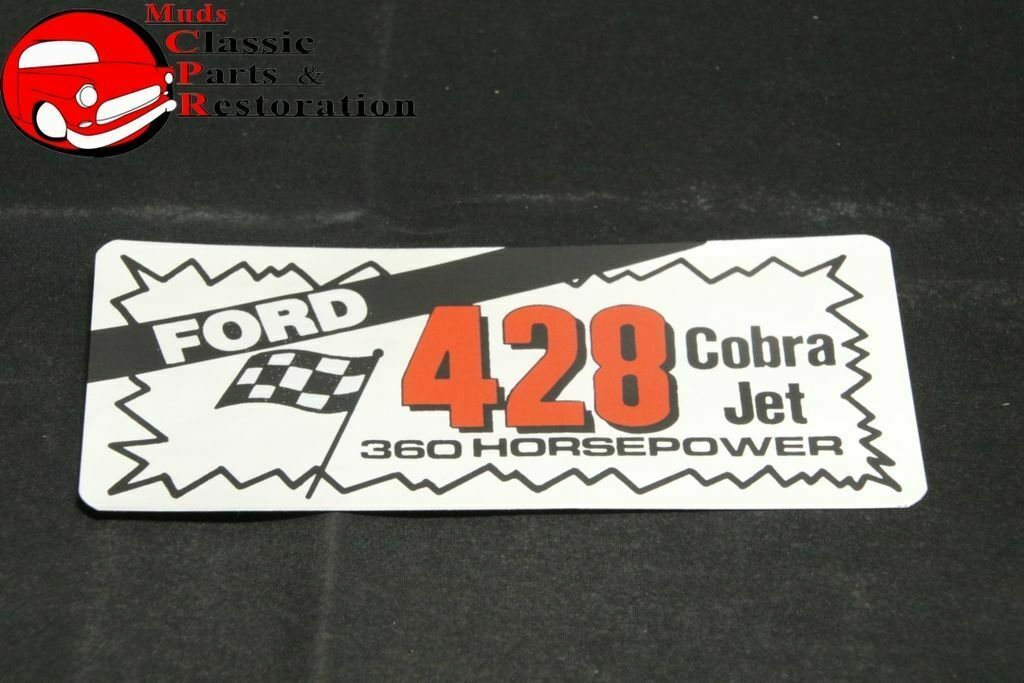 Muds
Classic
Parts &
Restoration
FORD
428 Cobra
Jet
360 HORSEPOWER